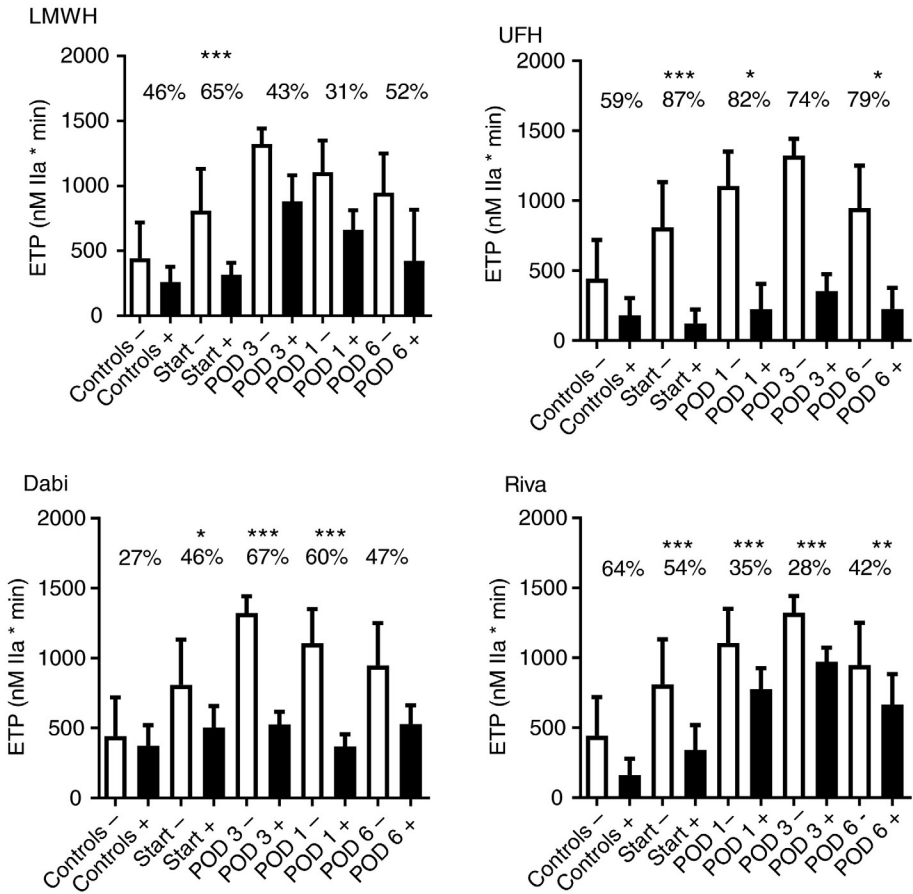 LMWH
2000
1500
1000
500
0
ETP (nM IIa * min)
***
46% 65% 43% 31% 52%
Controls –
Controls +
Start –
Start +
POD 3 –
POD 3 +
POD 1 –
POD 1 +
POD 6 –
POD 6 +
UFH
2000
1500
1000
500
0
ETP (nM IIa * min)
*** * *
59% 87% 82% 74% 79%
Controls –
Controls +
Start –
Start +
POD 1 –
POD 1 +
POD 3 –
POD 3 +
POD 6 –
POD 6 +
Dabi
2000
1500
1000
500
0
ETP (nM IIa * min)
* *** ***
27% 46% 67% 60% 47%
Controls –
Controls +
Start –
Start +
POD 3 –
POD 3 +
POD 1 –
POD 1 +
POD 6 –
POD 6 +
Riva
2000
1500
1000
500
0
ETP (nM IIa * min)
*** *** *** **
64% 54% 35% 28% 42%
Controls –
Controls +
Start –
Start +
POD 1 –
POD 1 +
POD 3 –
POD 3 +
POD 6 -
POD 6 +